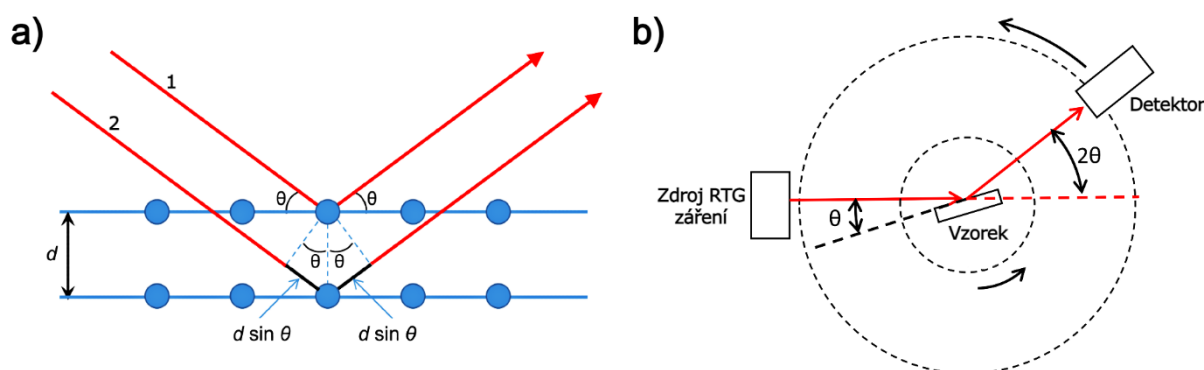 a)
1
2
θ
θ
d
θ
θ
d sin θ
d sin θ
b)
Detektor
2θ
Zdroj RTG
záření
θ
Vzorek